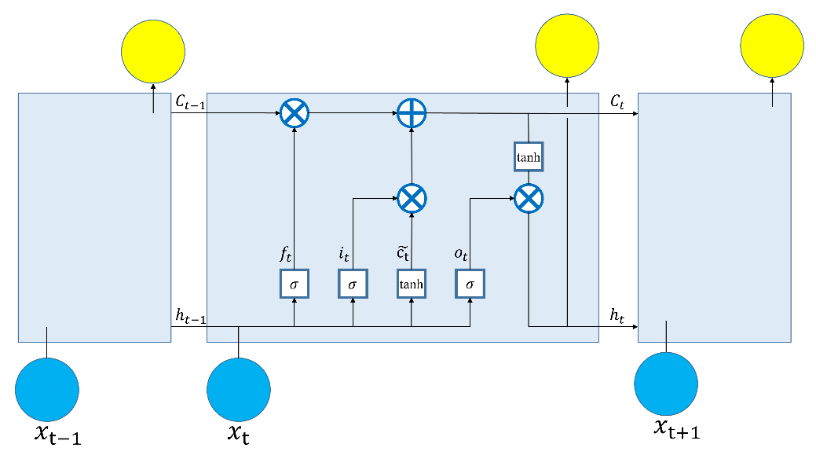 C_{t-1}
C_t
tanh
f_t
i_t
c̃_t
o_t
σ
σ
tanh
σ
h_{t-1}
h_t
x_{t-1}
x_t
x_{t+1}